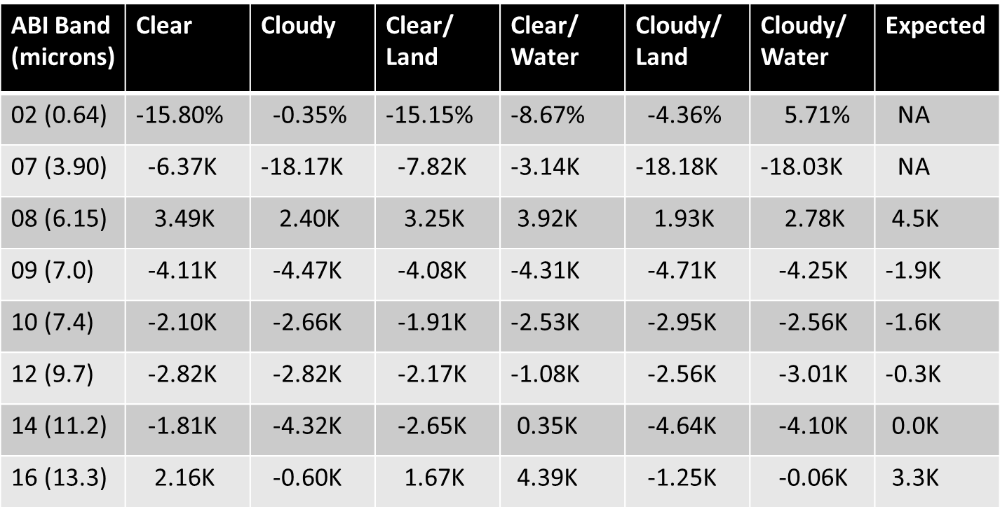 ABI Band (microns) Clear Cloudy Clear/ Land Clear/ Water Cloudy/ Land Cloudy/ Water Expected
02 (0.64) -15.80% -0.35% -15.15% -8.67% -4.36% 5.71% NA
07 (3.90) -6.37K -18.17K -7.82K -3.14K -18.18K -18.03K NA
08 (6.15) 3.49K 2.40K 3.25K 3.92K 1.93K 2.78K 4.5K
09 (7.0) -4.11K -4.47K -4.08K -4.31K -4.71K -4.25K -1.9K
10 (7.4) -2.10K -2.66K -1.91K -2.53K -2.95K -2.56K -1.6K
12 (9.7) -2.82K -2.82K -2.17K -1.08K -2.56K -3.01K -0.3K
14 (11.2) -1.81K -4.32K -2.65K 0.35K -4.64K -4.10K 0.0K
16 (13.3) 2.16K -0.60K 1.67K 4.39K -1.25K -0.06K 3.3K